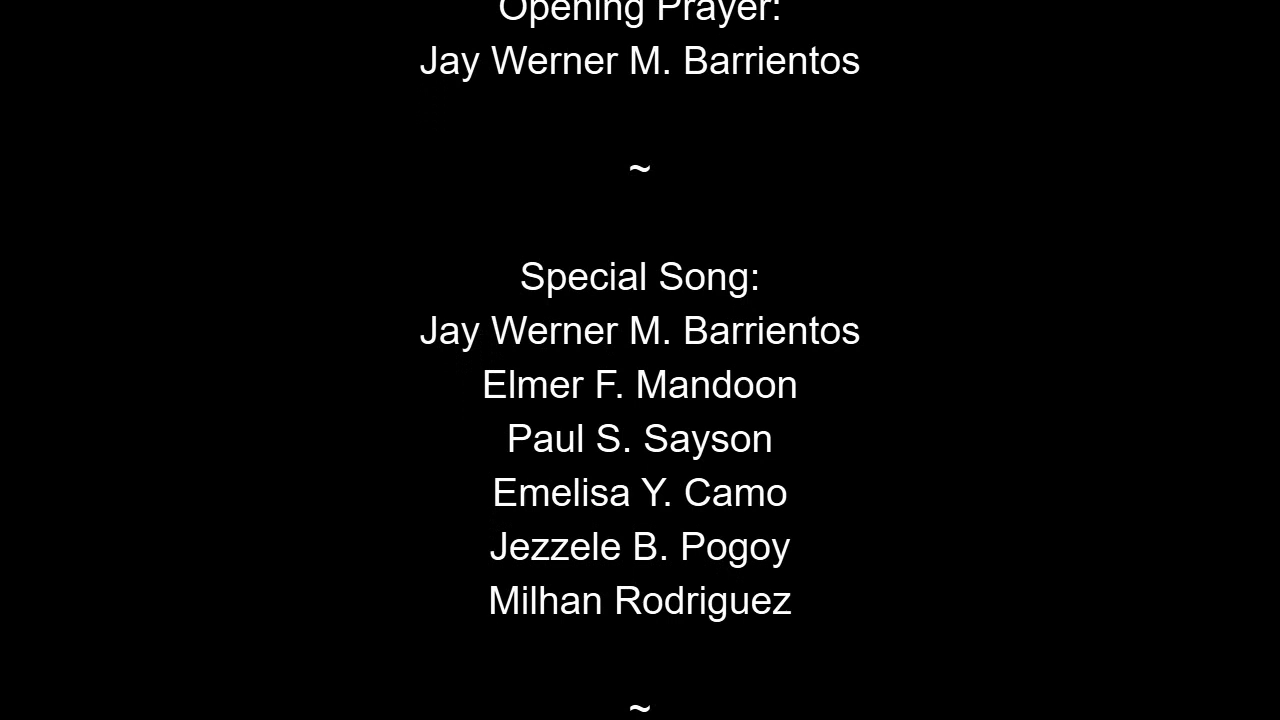 Opening Prayer:
Jay Werner M. Barrientos
~
Special Song:
Jay Werner M. Barrientos
Elmer F. Mandoon
Paul S. Sayson
Emelisa Y. Camo
Jezzele B. Pogoy
Milhan Rodriguez
~